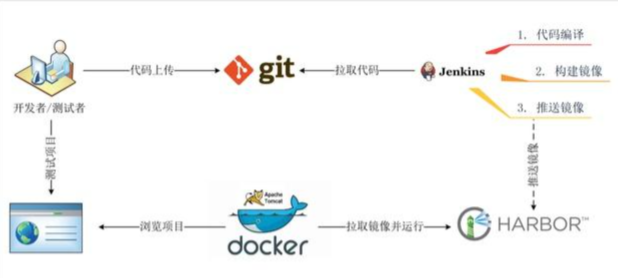 1. 代码编译
代码上传
git
拉取代码
Jenkins
2. 构建镜像
开发者/测试者
3. 推送镜像
测试项目
推送镜像
Apache
Tomcat
浏览项目
docker
拉取镜像并运行
HARBOR™